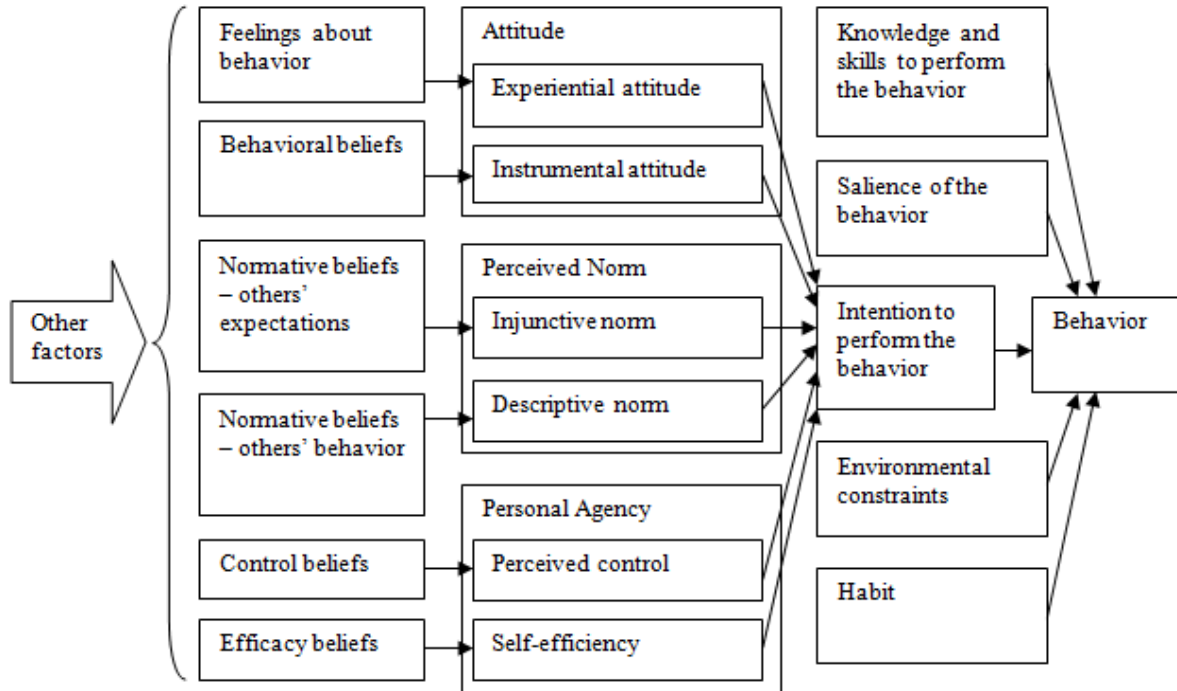 Other
factors
Feelings about
behavior
Behavioral beliefs
Normative beliefs
– others’
expectations
Normative beliefs
– others’ behavior
Control beliefs
Efficacy beliefs
Attitude
Experiential attitude
Instrumental attitude
Perceived Norm
Injunctive norm
Descriptive norm
Personal Agency
Perceived control
Self-efficiency
Knowledge and
skills to perform
the behavior
Salience of the
behavior
Intention to
perform the
behavior
Environmental
constraints
Habit
Behavior